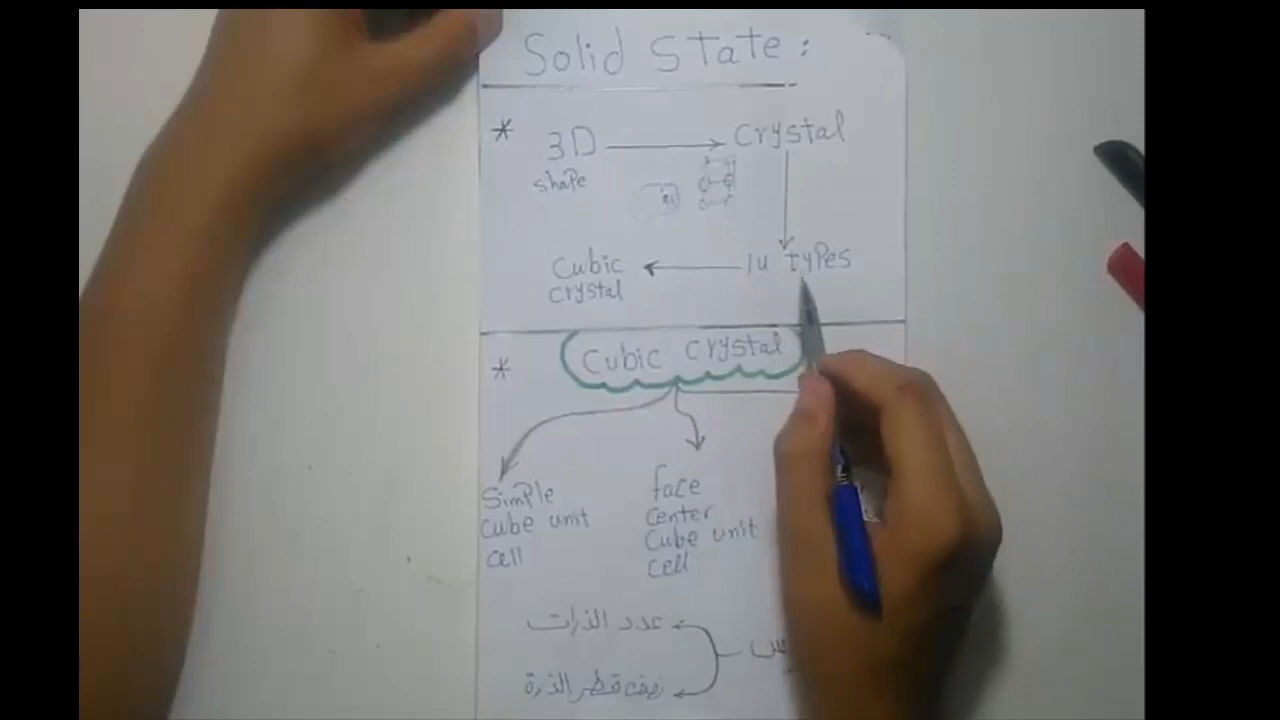 Solid State:
* 3D shape
Crystal
14 types
Cubic crystal
* Cubic crystal
Simple cube unit cell
face center cube unit cell
عدد الذرات
نصف قطر الذرة